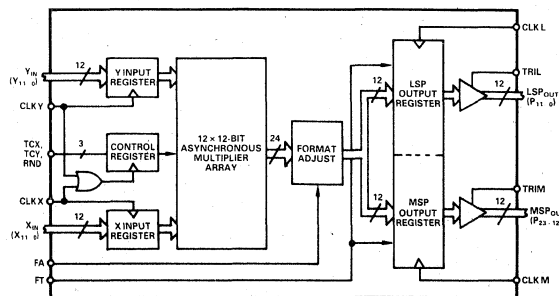 CLK L
12
Y_IN
(Y_11 0)
Y INPUT
REGISTER
CLK Y
TCX,
TCY,
RND
3
CONTROL
REGISTER
CLK X
12
X_IN
(X_11 0)
X INPUT
REGISTER
FA
FT
12 × 12-BIT
ASYNCHRONOUS
MULTIPLIER
ARRAY
24
FORMAT
ADJUST
12
LSP
OUTPUT
REGISTER
TRIL
12
LSP_OUT
(P_11 0)
12
MSP
OUTPUT
REGISTER
TRIM
12
MSP_OU
(P_23 - 12
CLK M